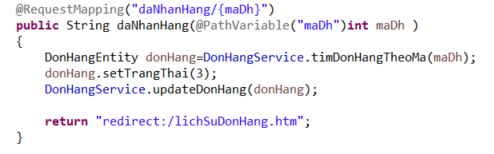 @RequestMapping("daNhanHang/{maDh}")
public String daNhanHang(@PathVariable("maDh")int maDh )
{
DonHangEntity donHang=DonHangService.timDonHangTheoMa(maDh);
donHang.setTrangThai(3);
DonHangService.updateDonHang(donHang);
return "redirect:/lichSuDonHang.htm";
}